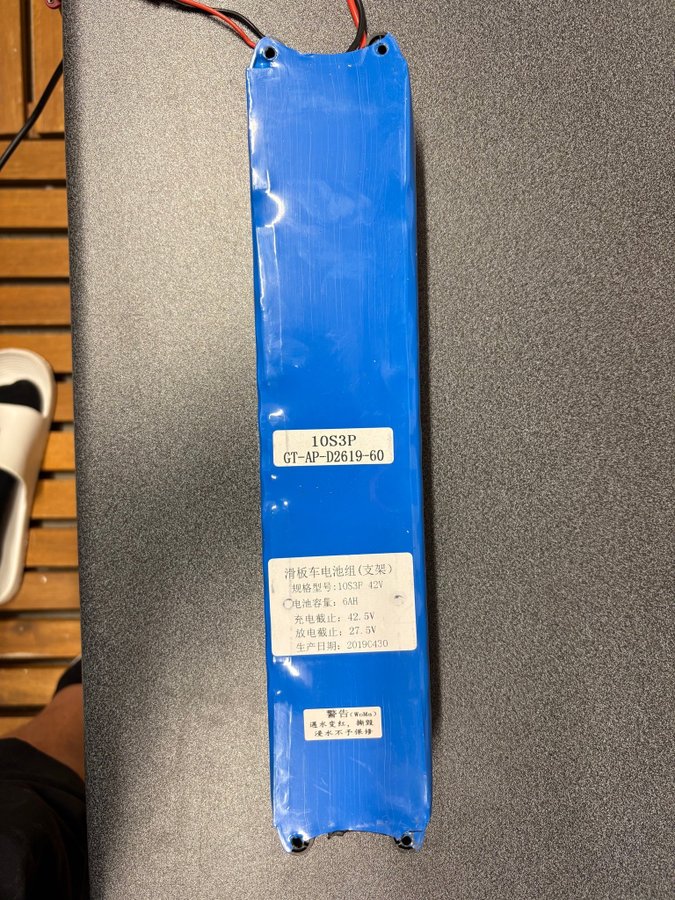 10S3P
GT-AP-D2619-60
滑板车电池组(支架)
规格型号:10S3P 42V
电池容量: 6AH
充电截止: 42.5V
放电截止: 27.5V
生产日期: 2019C430
警告(WoMa)
遇水变红, 撕毁
浸水不予保修